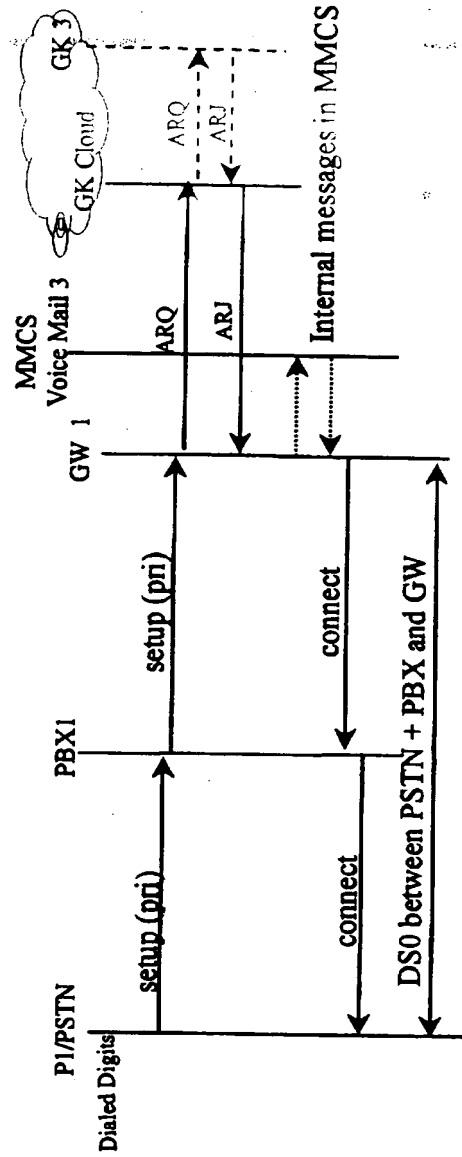 P1/PSTN
Dialed Digits
PBX1
GW 1
MMCS
Voice Mail 3
GK Cloud
GK 3
setup (pri)
setup (pri)
ARQ
ARQ
ARJ
ARJ
Internal messages in MMCS
connect
connect
DS0 between PSTN + PBX and GW